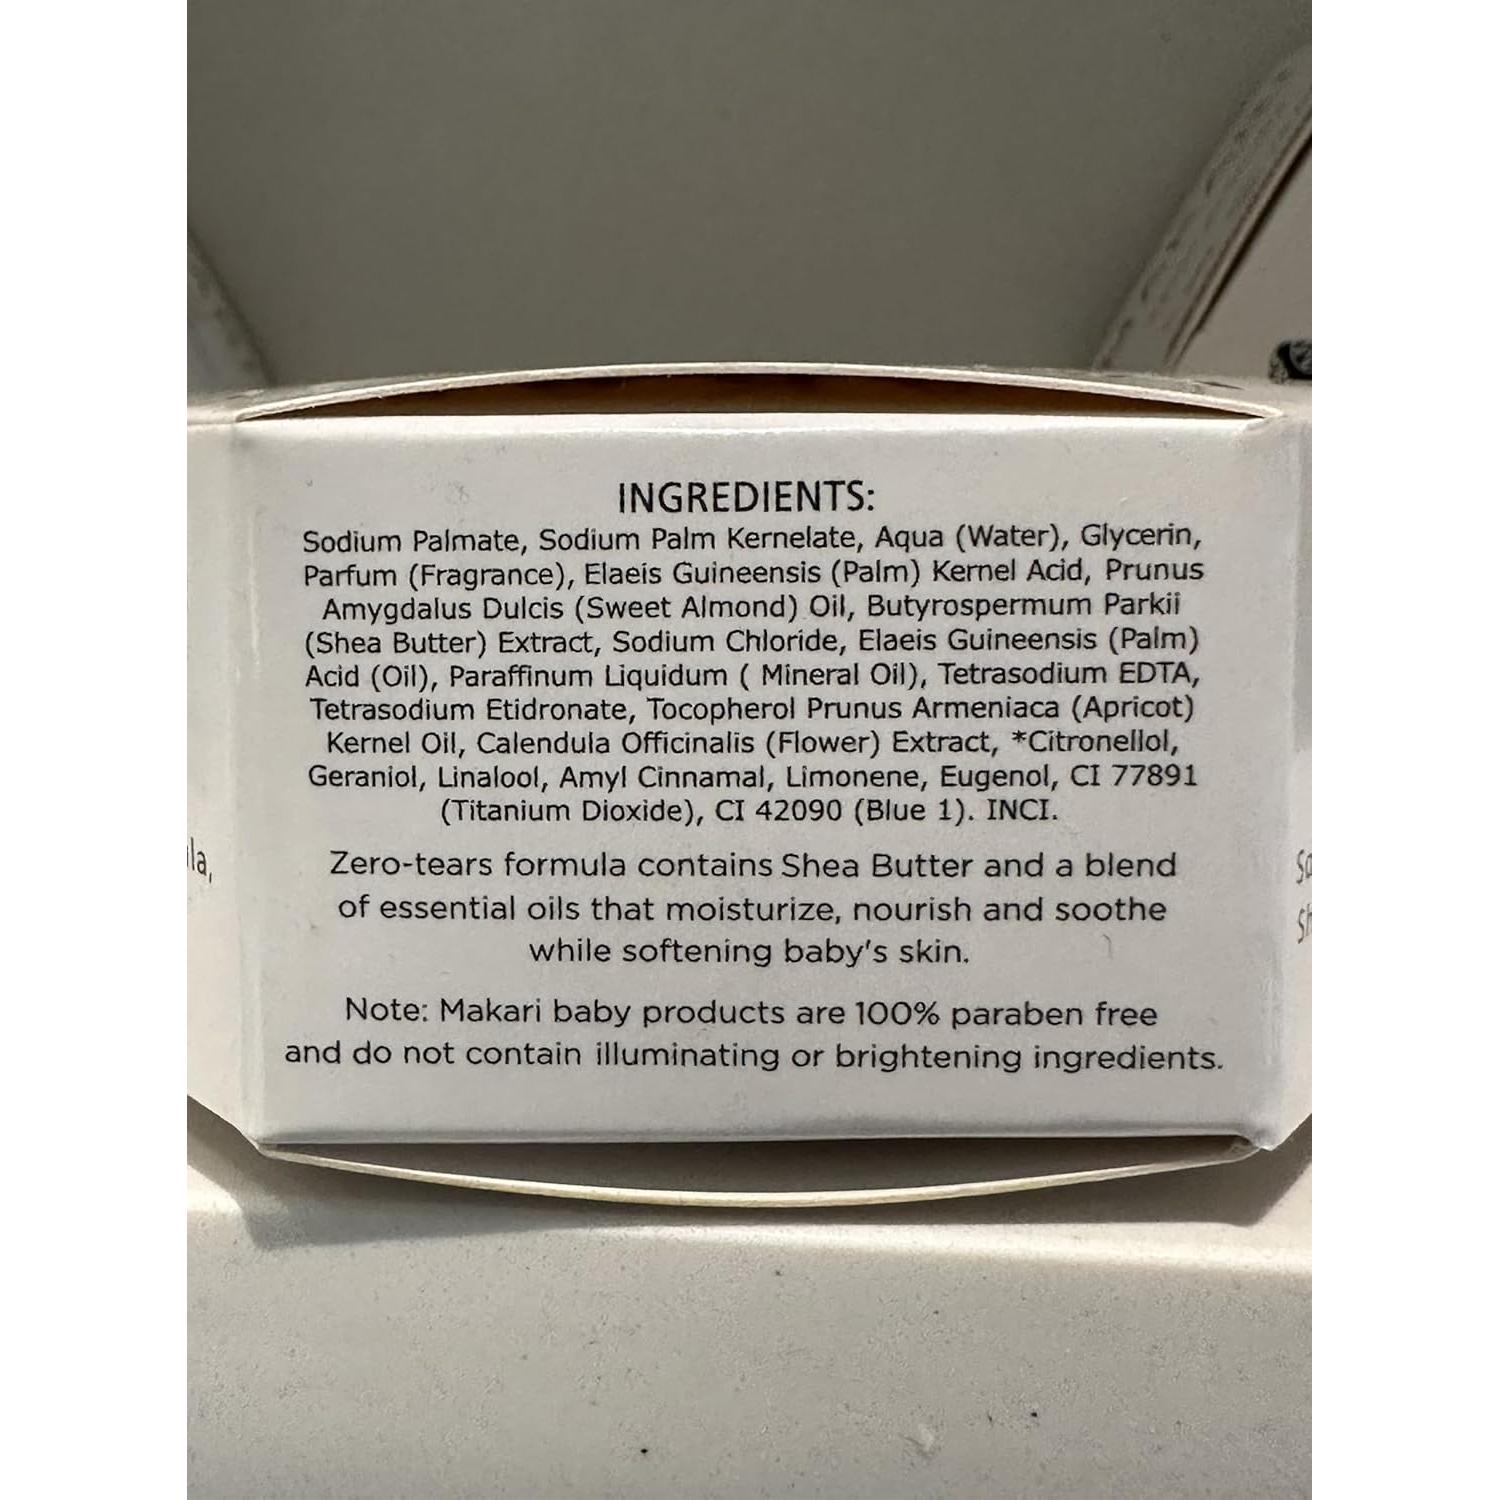 INGREDIENTS:
Sodium Palmate, Sodium Palm Kernelate, Aqua (Water), Glycerin,
Parfum (Fragrance), Elaeis Guineensis (Palm) Kernel Acid, Prunus
Amygdalus Dulcis (Sweet Almond) Oil, Butyrospermum Parkii
(Shea Butter) Extract, Sodium Chloride, Elaeis Guineensis (Palm)
Acid (Oil), Paraffinum Liquidum ( Mineral Oil), Tetrasodium EDTA,
Tetrasodium Etidronate, Tocopherol Prunus Armeniaca (Apricot)
Kernel Oil, Calendula Officinalis (Flower) Extract, *Citronellol,
Geraniol, Linalool, Amyl Cinnamal, Limonene, Eugenol, CI 77891
(Titanium Dioxide), CI 42090 (Blue 1). INCI.
Zero-tears formula contains Shea Butter and a blend
of essential oils that moisturize, nourish and soothe
while softening baby's skin.
Note: Makari baby products are 100% paraben free
and do not contain illuminating or brightening ingredients.